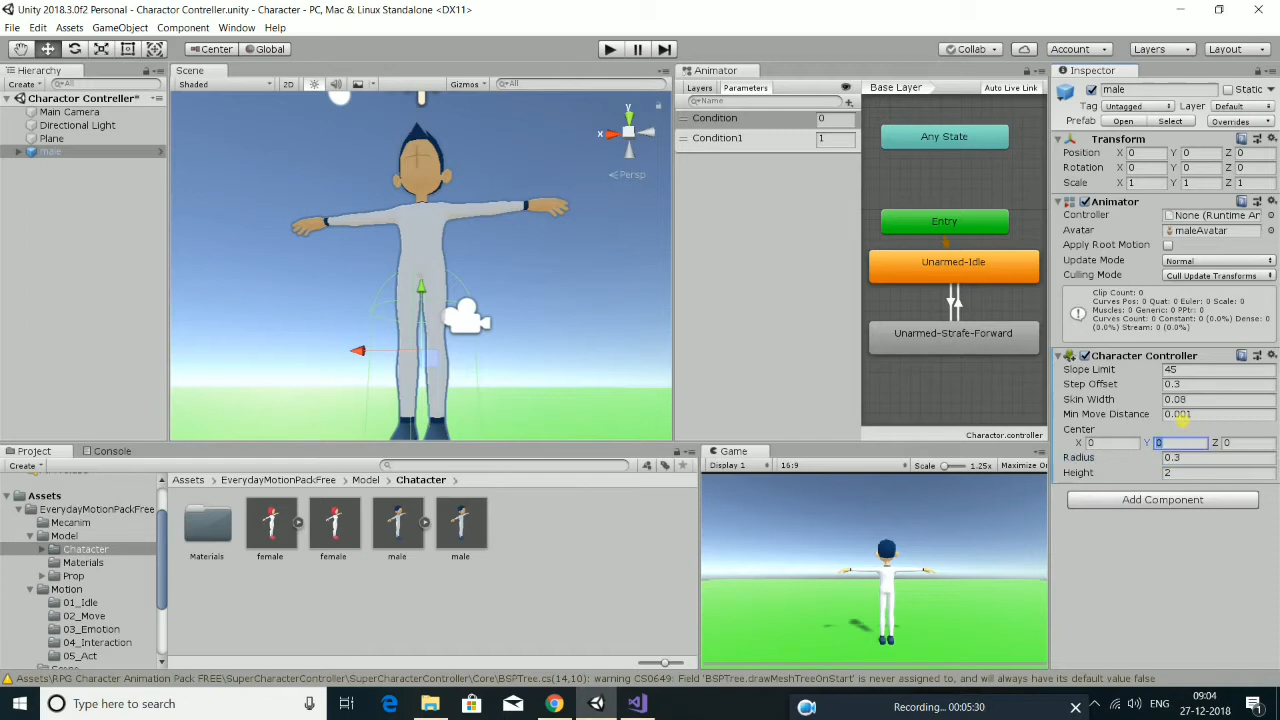 Unity 2018.3.0f2 Personal - Charactor Contreller.unity - Character - PC, Mac & Linux Standalone <DX11>
File Edit Assets GameObject Component Window Help
Center Global Collab Account Layers Layout
Hierarchy
Create All
Charactor Controller*
Main Camera
Directional Light
Plane
male
Scene
Shaded 2D Gizmos All
y
x
Persp
Animator
Layers Parameters Base Layer Auto Live Link
Name
Condition 0
Condition1 1
Any State
Entry
Unarmed-Idle
Unarmed-Strafe-Forward
Character.controller
Inspector
male Static
Tag Untagged Layer Default
Prefab Open Select Overrides
Transform
Position X 0 Y 0 Z 0
Rotation X 0 Y 0 Z 0
Scale X 1 Y 1 Z 1
Animator
Controller None (Runtime Ar
Avatar maleAvatar
Apply Root Motion
Update Mode Normal
Culling Mode Cull Update Transforms
Clip Count: 0
Curves Pos: 0 Quat: 0 Euler: 0 Scale: 0
Muscles: 0 Generic: 0 PPtr: 0
Curves Count: 0 Constant: 0 (0.0%) Dense: 0
(0.0%) Stream: 0 (0.0%)
Character Controller
Slope Limit 45
Step Offset 0.3
Skin Width 0.08
Min Move Distance 0.001
Center
X 0 Y 0 Z 0
Radius 0.3
Height 2
Add Component
Project Console
Create
Assets
EverydayMotionPackFree
Mecanim
Model
Chatacter
Materials
Prop
Motion
01_Idle
02_Move
03_Emotion
04_Interaction
05_Act
Assets EverydayMotionPackFree Model Chatacter
Materials female female male male
Game
Display 1 16:9 Scale 1.25x Maximize On
Assets\RPG Character Animation Pack FREE\SuperCharacterController\SuperCharacterController\Core\BSPTree.cs(14,10): warning CS0649: Field 'BSPTree.drawMeshTreeOnStart' is never assigned to, and will always have its default value false
Type here to search
Recording... 00:05:30
09:04
27-12-2018